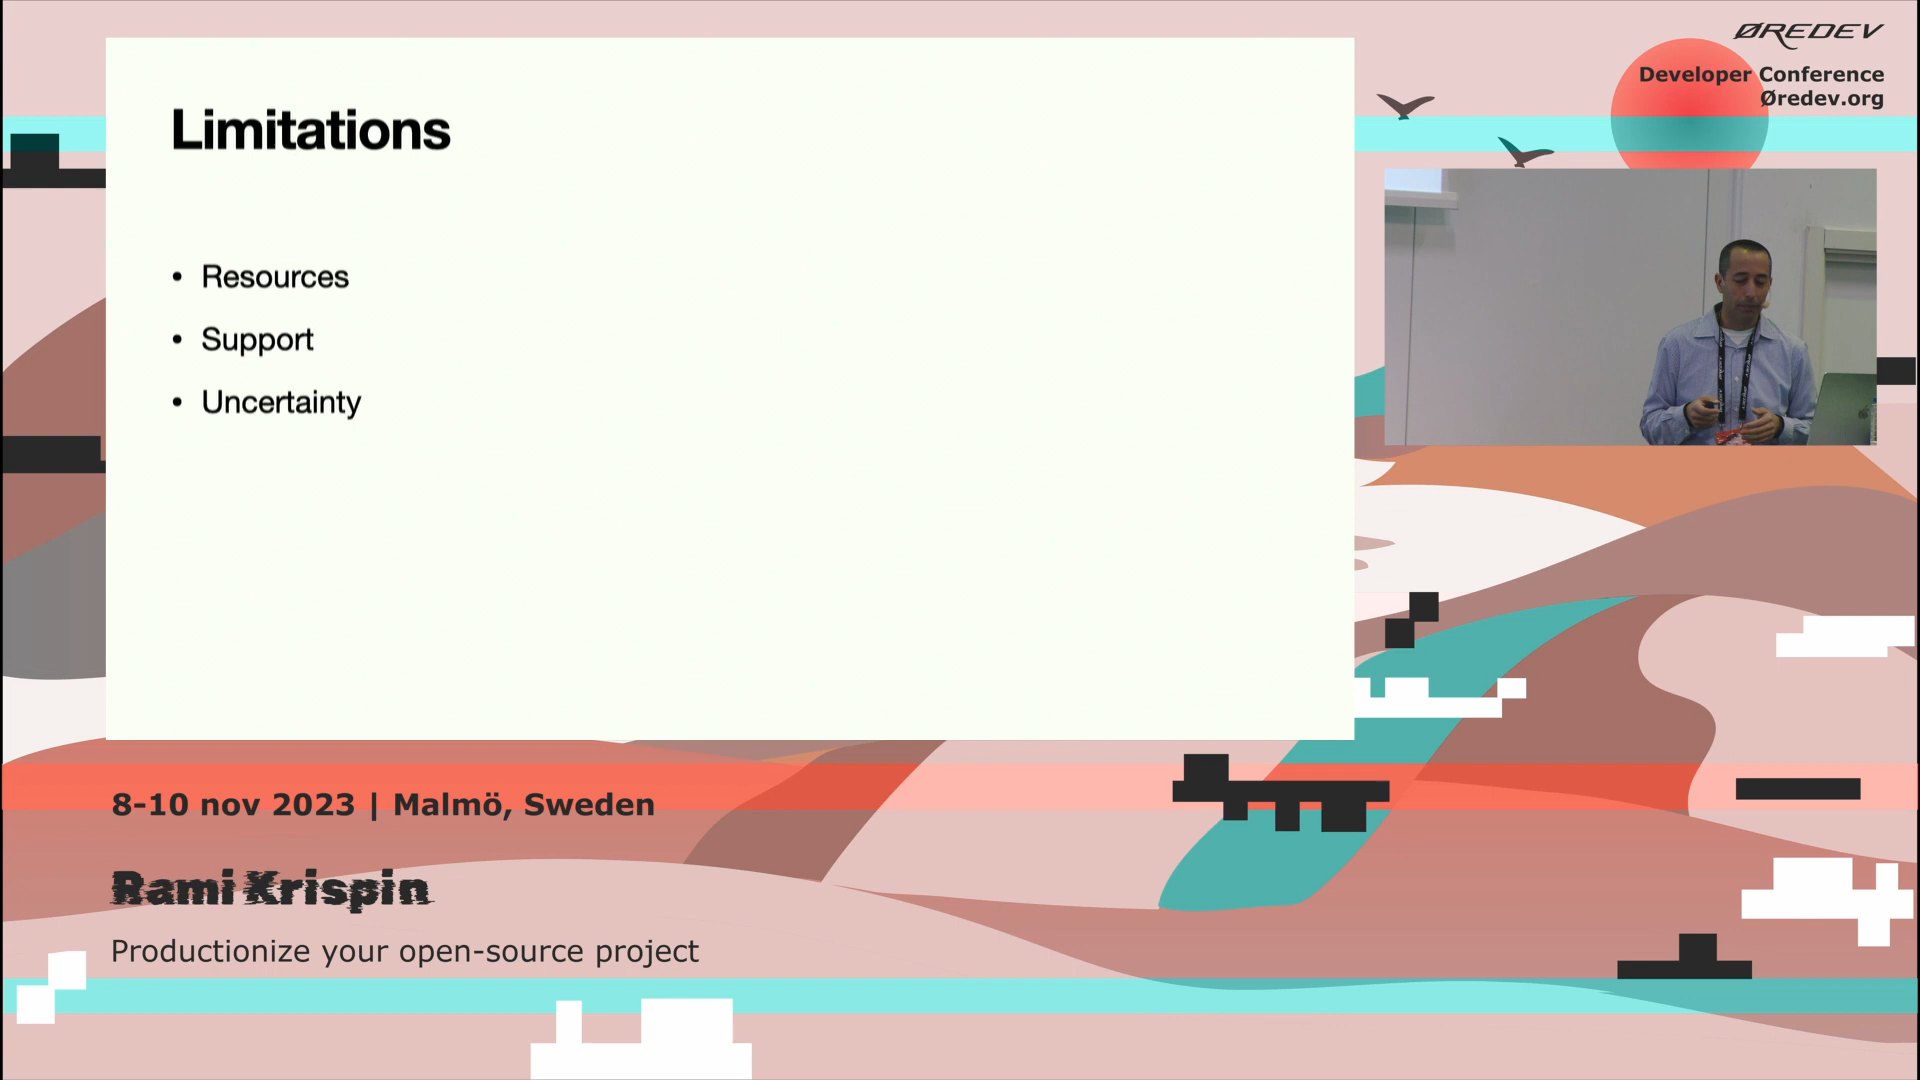 ØREDEV
Developer Conference
Øredev.org
Limitations
• Resources
• Support
• Uncertainty
8-10 nov 2023 | Malmö, Sweden
Rami Krispin
Productionize your open-source project